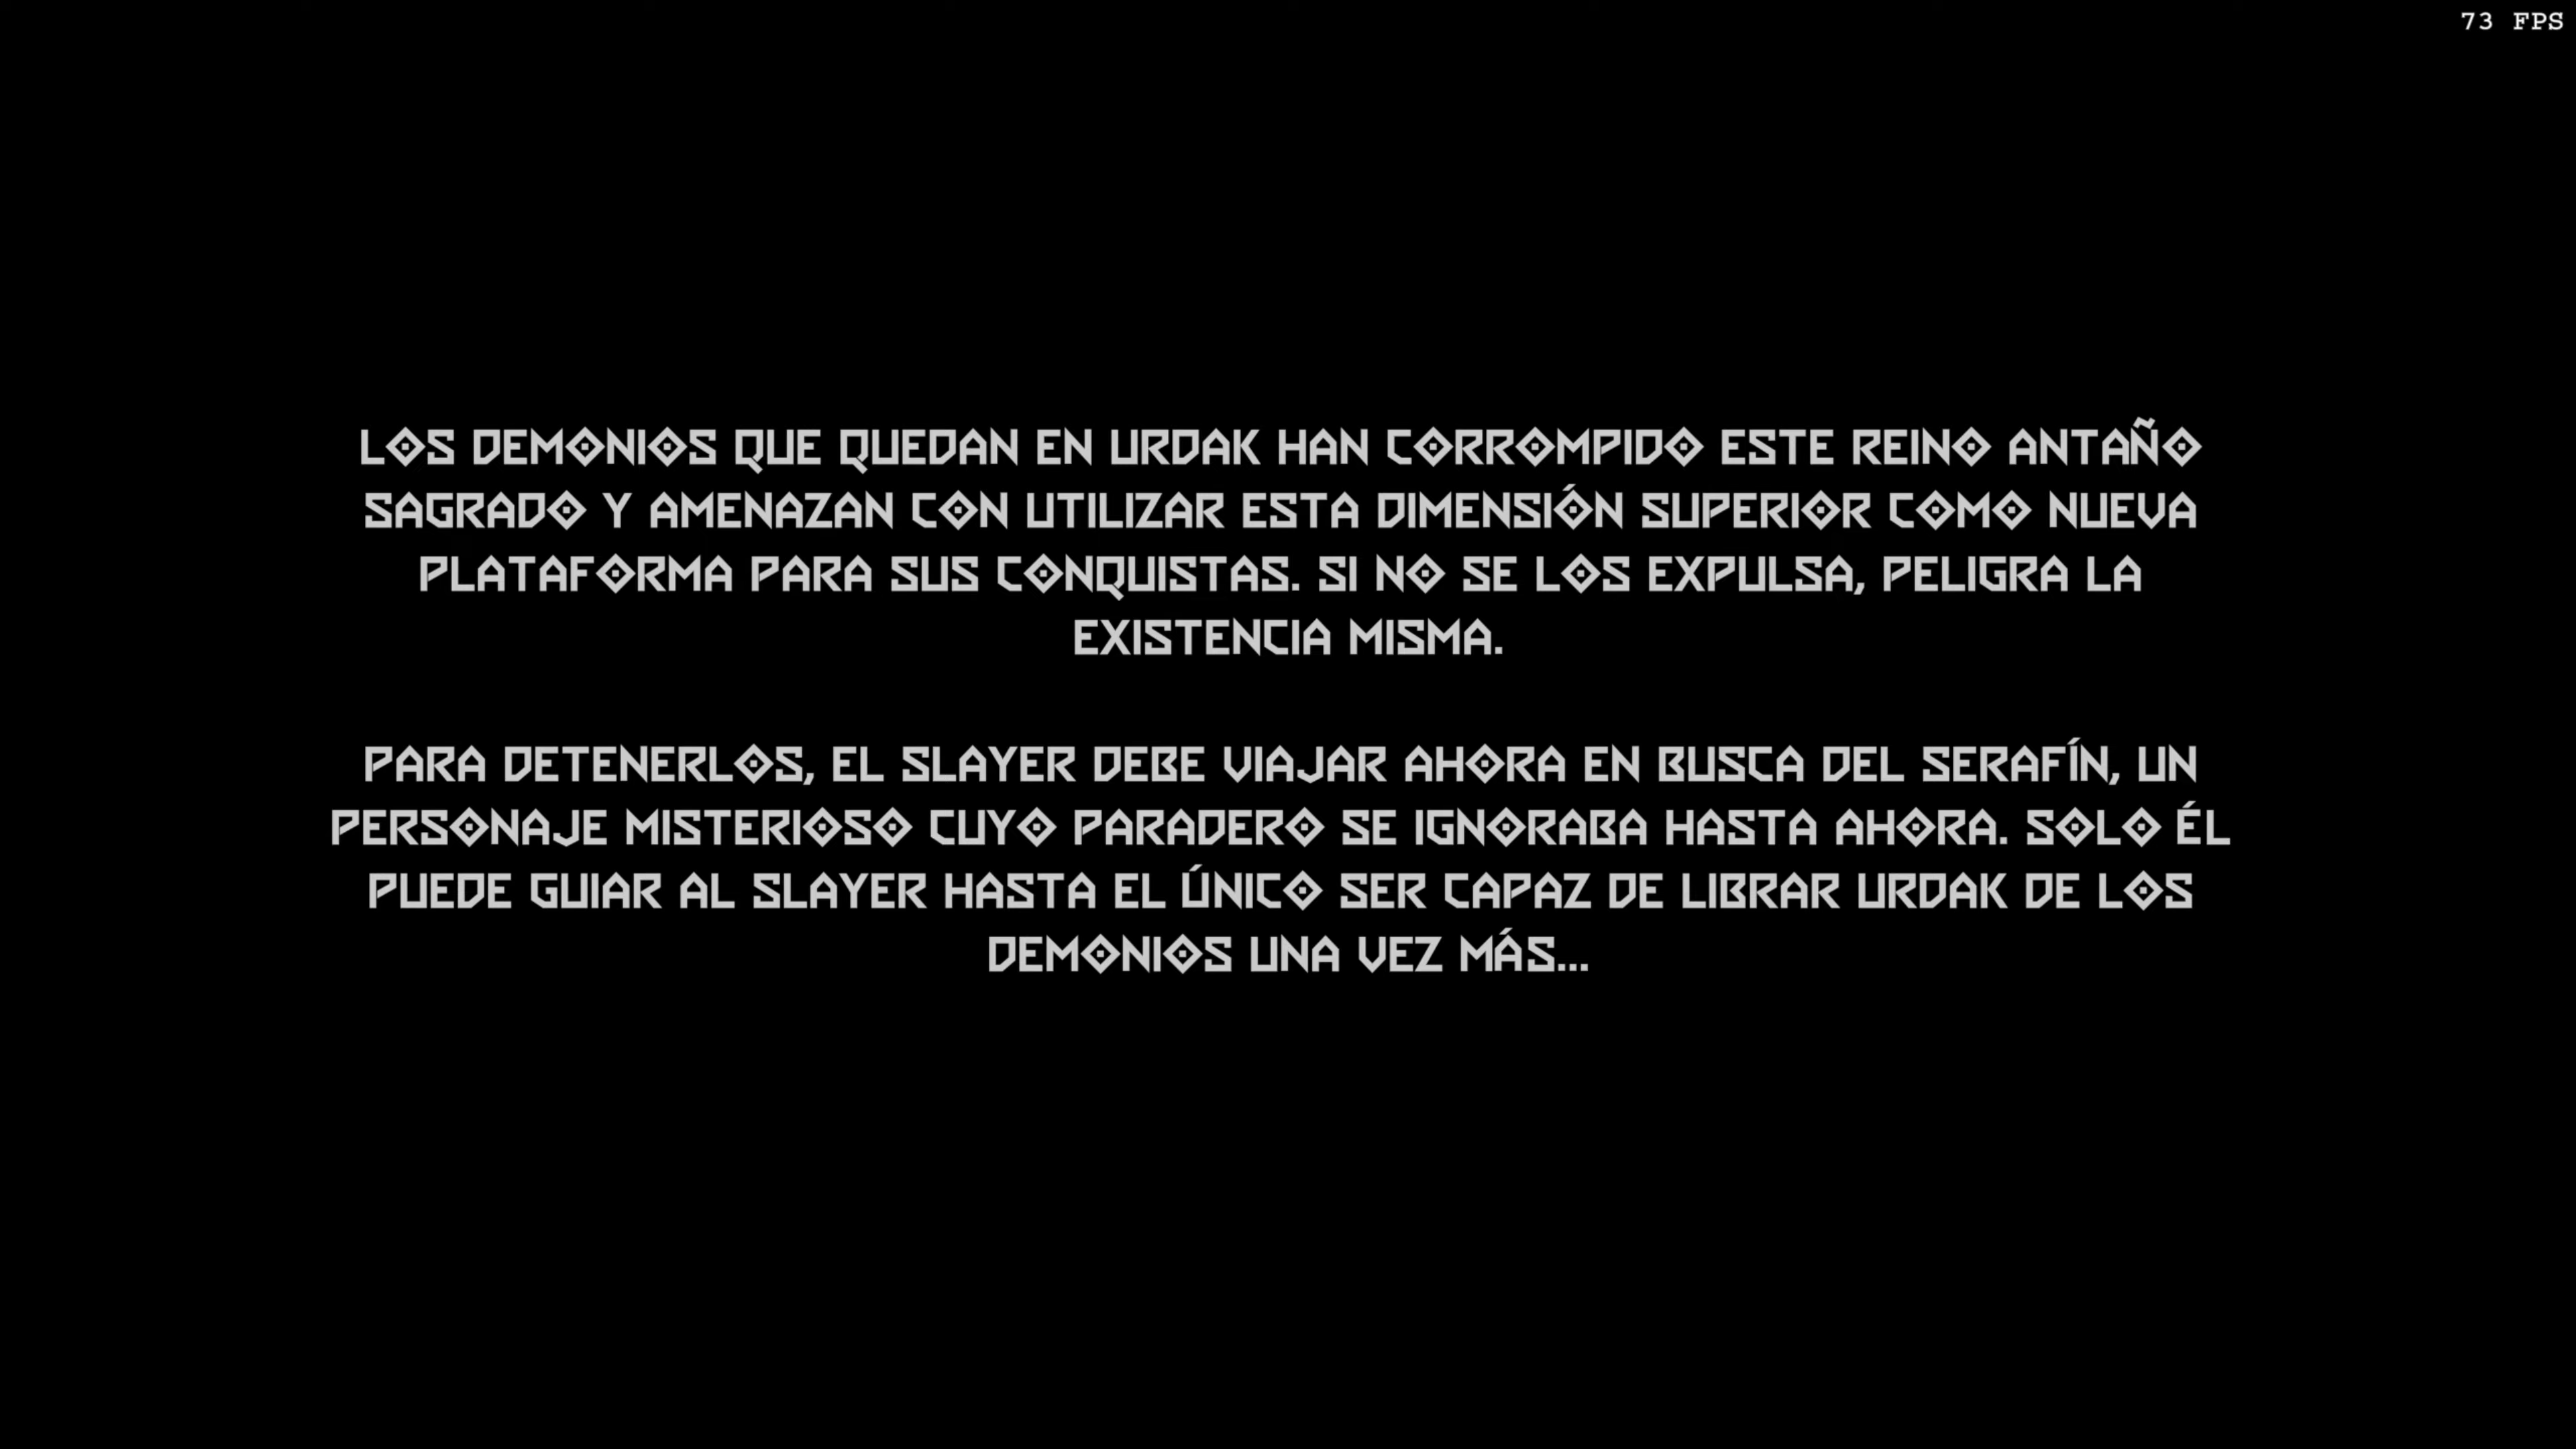 73 FPS
LOS DEMONIOS QUE QUEDAN EN URDAK HAN CORROMPIDO ESTE REINO ANTAÑO
SAGRADO Y AMENAZAN CON UTILIZAR ESTA DIMENSIÓN SUPERIOR COMO NUEVA
PLATAFORMA PARA SUS CONQUISTAS. SI NO SE LOS EXPULSA, PELIGRA LA
EXISTENCIA MISMA.
PARA DETENERLOS, EL SLAYER DEBE VIAJAR AHORA EN BUSCA DEL SERAFÍN, UN
PERSONAJE MISTERIOSO CUYO PARADERO SE IGNORABA HASTA AHORA. SOLO ÉL
PUEDE GUIAR AL SLAYER HASTA EL ÚNICO SER CAPAZ DE LIBRAR URDAK DE LOS
DEMONIOS UNA VEZ MÁS...